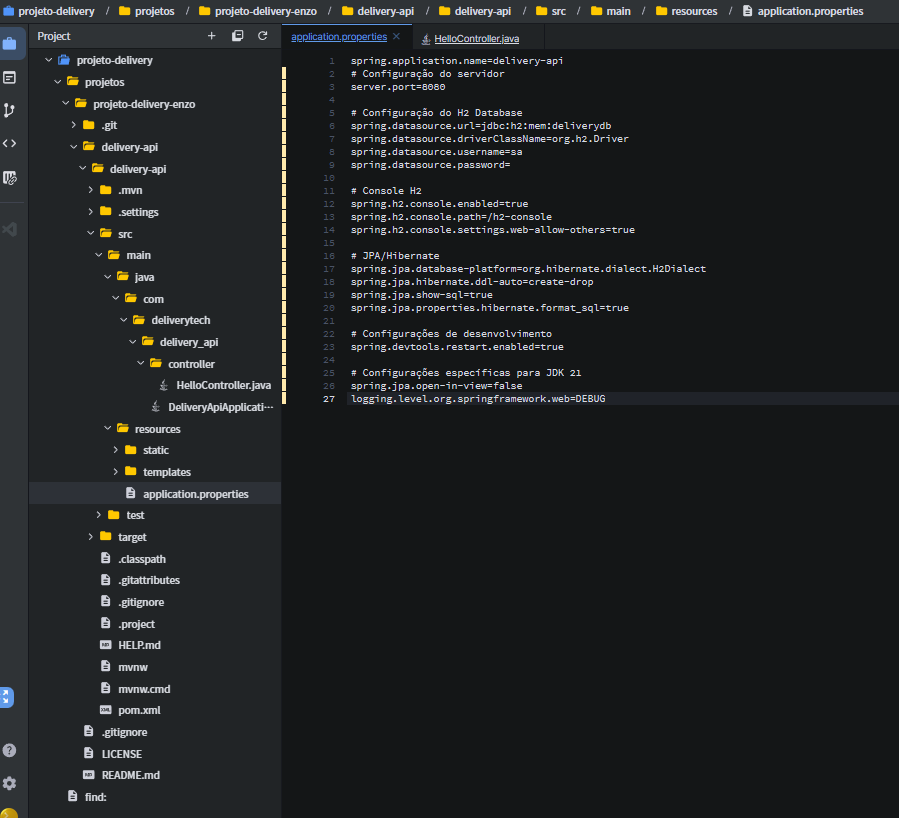 projeto-delivery / projetos / projeto-delivery-enzo / delivery-api / delivery-api / src / main / resources / application.properties
Project
projeto-delivery
projetos
projeto-delivery-enzo
.git
delivery-api
delivery-api
.mvn
.settings
src
main
java
com
deliverytech
delivery_api
controller
HelloController.java
DeliveryApiApplicati···
resources
static
templates
application.properties
test
target
.classpath
.gitattributes
.gitignore
.project
HELP.md
mvnw
mvnw.cmd
pom.xml
.gitignore
LICENSE
README.md
find:
application.properties
HelloController.java
1 spring.application.name=delivery-api
2 # Configuração do servidor
3 server.port=8080
4
5 # Configuração do H2 Database
6 spring.datasource.url=jdbc:h2:mem:deliverydb
7 spring.datasource.driverClassName=org.h2.Driver
8 spring.datasource.username=sa
9 spring.datasource.password=
10
11 # Console H2
12 spring.h2.console.enabled=true
13 spring.h2.console.path=/h2-console
14 spring.h2.console.settings.web-allow-others=true
15
16 # JPA/Hibernate
17 spring.jpa.database-platform=org.hibernate.dialect.H2Dialect
18 spring.jpa.hibernate.ddl-auto=create-drop
19 spring.jpa.show-sql=true
20 spring.jpa.properties.hibernate.format_sql=true
21
22 # Configurações de desenvolvimento
23 spring.devtools.restart.enabled=true
24
25 # Configurações específicas para JDK 21
26 spring.jpa.open-in-view=false
27 logging.level.org.springframework.web=DEBUG